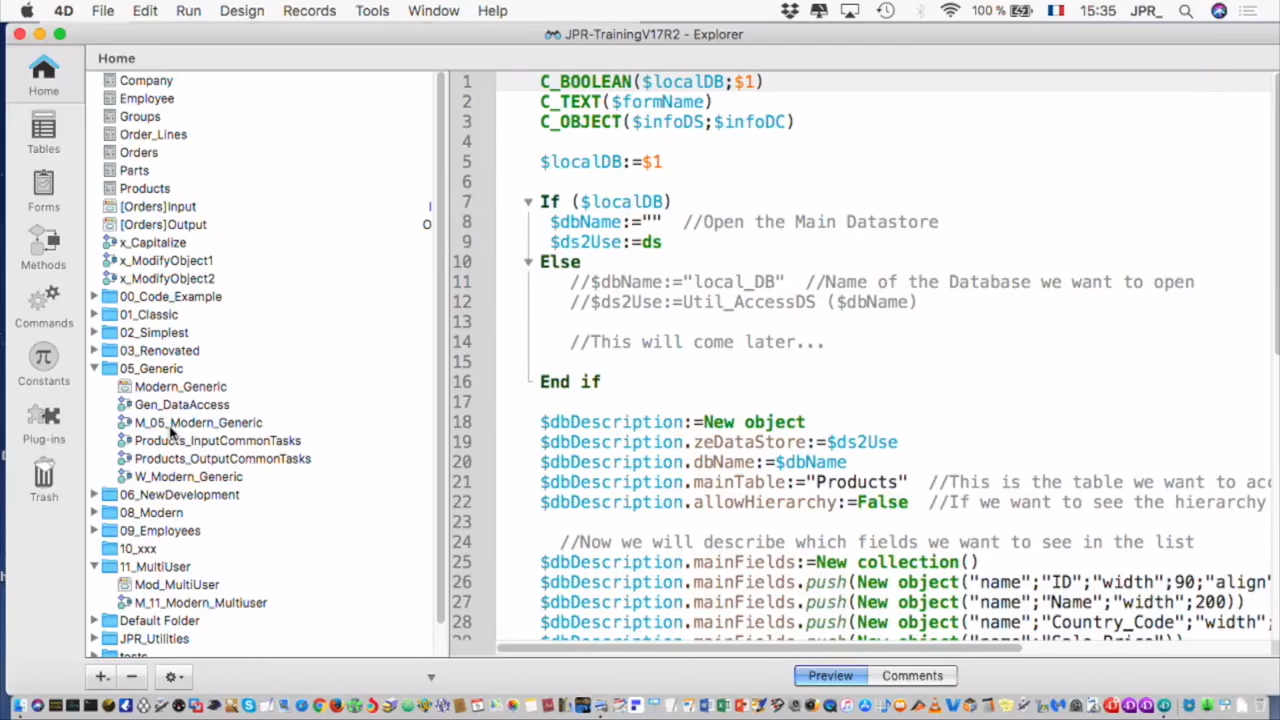 4D File Edit Run Design Records Tools Window Help 100 % 15:35 JPR_
JPR-TrainingV17R2 - Explorer
Home
Home
Tables
Forms
Methods
Commands
Constants
Plug-ins
Trash
Company
Employee
Groups
Order_Lines
Orders
Parts
Products
[Orders]Input I
[Orders]Output O
x_Capitalize
x_ModifyObject1
x_ModifyObject2
00_Code_Example
01_Classic
02_Simplest
03_Renovated
05_Generic
Modern_Generic
Gen_DataAccess
M_05_Modern_Generic
Products_InputCommonTasks
Products_OutputCommonTasks
W_Modern_Generic
06_NewDevelopment
08_Modern
09_Employees
10_xxx
11_MultiUser
Mod_MultiUser
M_11_Modern_Multiuser
Default Folder
JPR_Utilities
tests
1 C_BOOLEAN($localDB;$1)
2 C_TEXT($formName)
3 C_OBJECT($infoDS;$infoDC)
4
5 $localDB:=$1
6
7 If ($localDB)
8 $dbName:="" //Open the Main Datastore
9 $ds2Use:=ds
10 Else
11 //$dbName:="local_DB" //Name of the Database we want to open
12 //$ds2Use:=Util_AccessDS ($dbName)
13
14 //This will come later...
15
16 End if
17
18 $dbDescription:=New object
19 $dbDescription.zeDataStore:=$ds2Use
20 $dbDescription.dbName:=$dbName
21 $dbDescription.mainTable:="Products" //This is the table we want to acc
22 $dbDescription.allowHierarchy:=False //If we want to see the hierarchy
23
24 //Now we will describe which fields we want to see in the list
25 $dbDescription.mainFields:=New collection()
26 $dbDescription.mainFields.push(New object("name";"ID";"width";90;"align"
27 $dbDescription.mainFields.push(New object("name";"Name";"width";200))
28 $dbDescription.mainFields.push(New object("name";"Country_Code";"width";
29 $dbDescription.mainFields.push(New object("name";"Sale_Price"))
Preview Comments